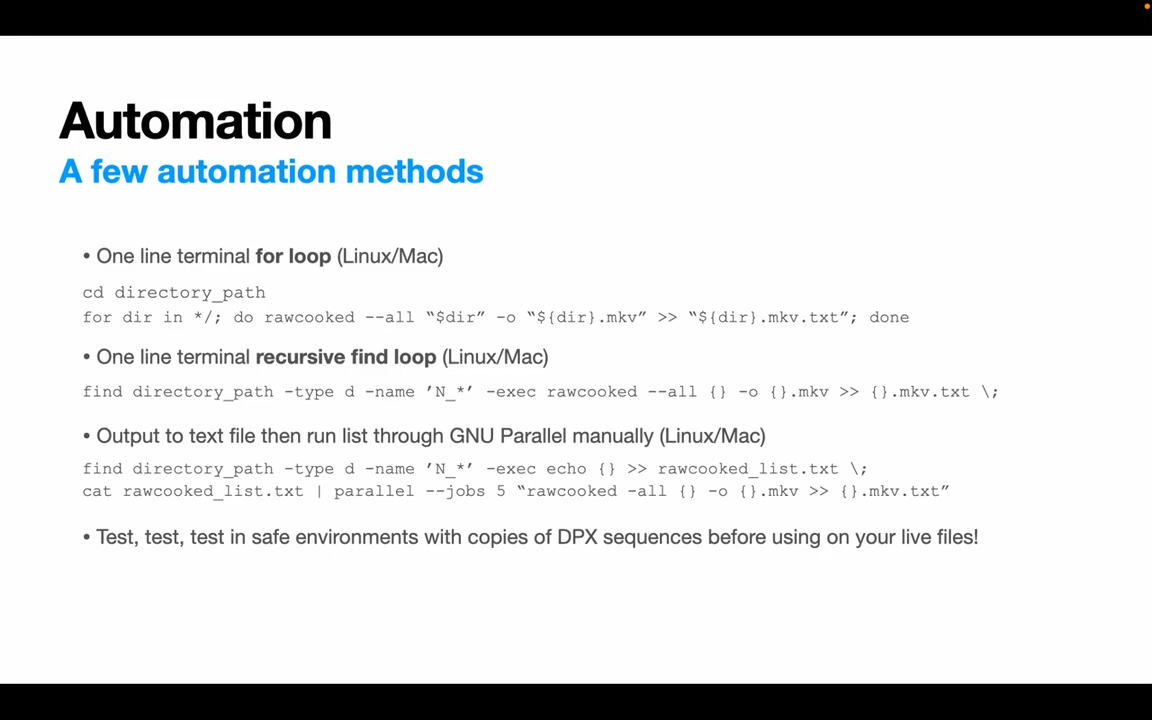 Automation
A few automation methods
• One line terminal for loop (Linux/Mac)
cd directory_path
for dir in */; do rawcooked --all “$dir” -o “${dir}.mkv” >> “${dir}.mkv.txt”; done
• One line terminal recursive find loop (Linux/Mac)
find directory_path -type d -name ’N_*’ -exec rawcooked --all {} -o {}.mkv >> {}.mkv.txt \;
• Output to text file then run list through GNU Parallel manually (Linux/Mac)
find directory_path -type d -name ’N_*’ -exec echo {} >> rawcooked_list.txt \;
cat rawcooked_list.txt | parallel --jobs 5 “rawcooked -all {} -o {}.mkv >> {}.mkv.txt”
• Test, test, test in safe environments with copies of DPX sequences before using on your live files!